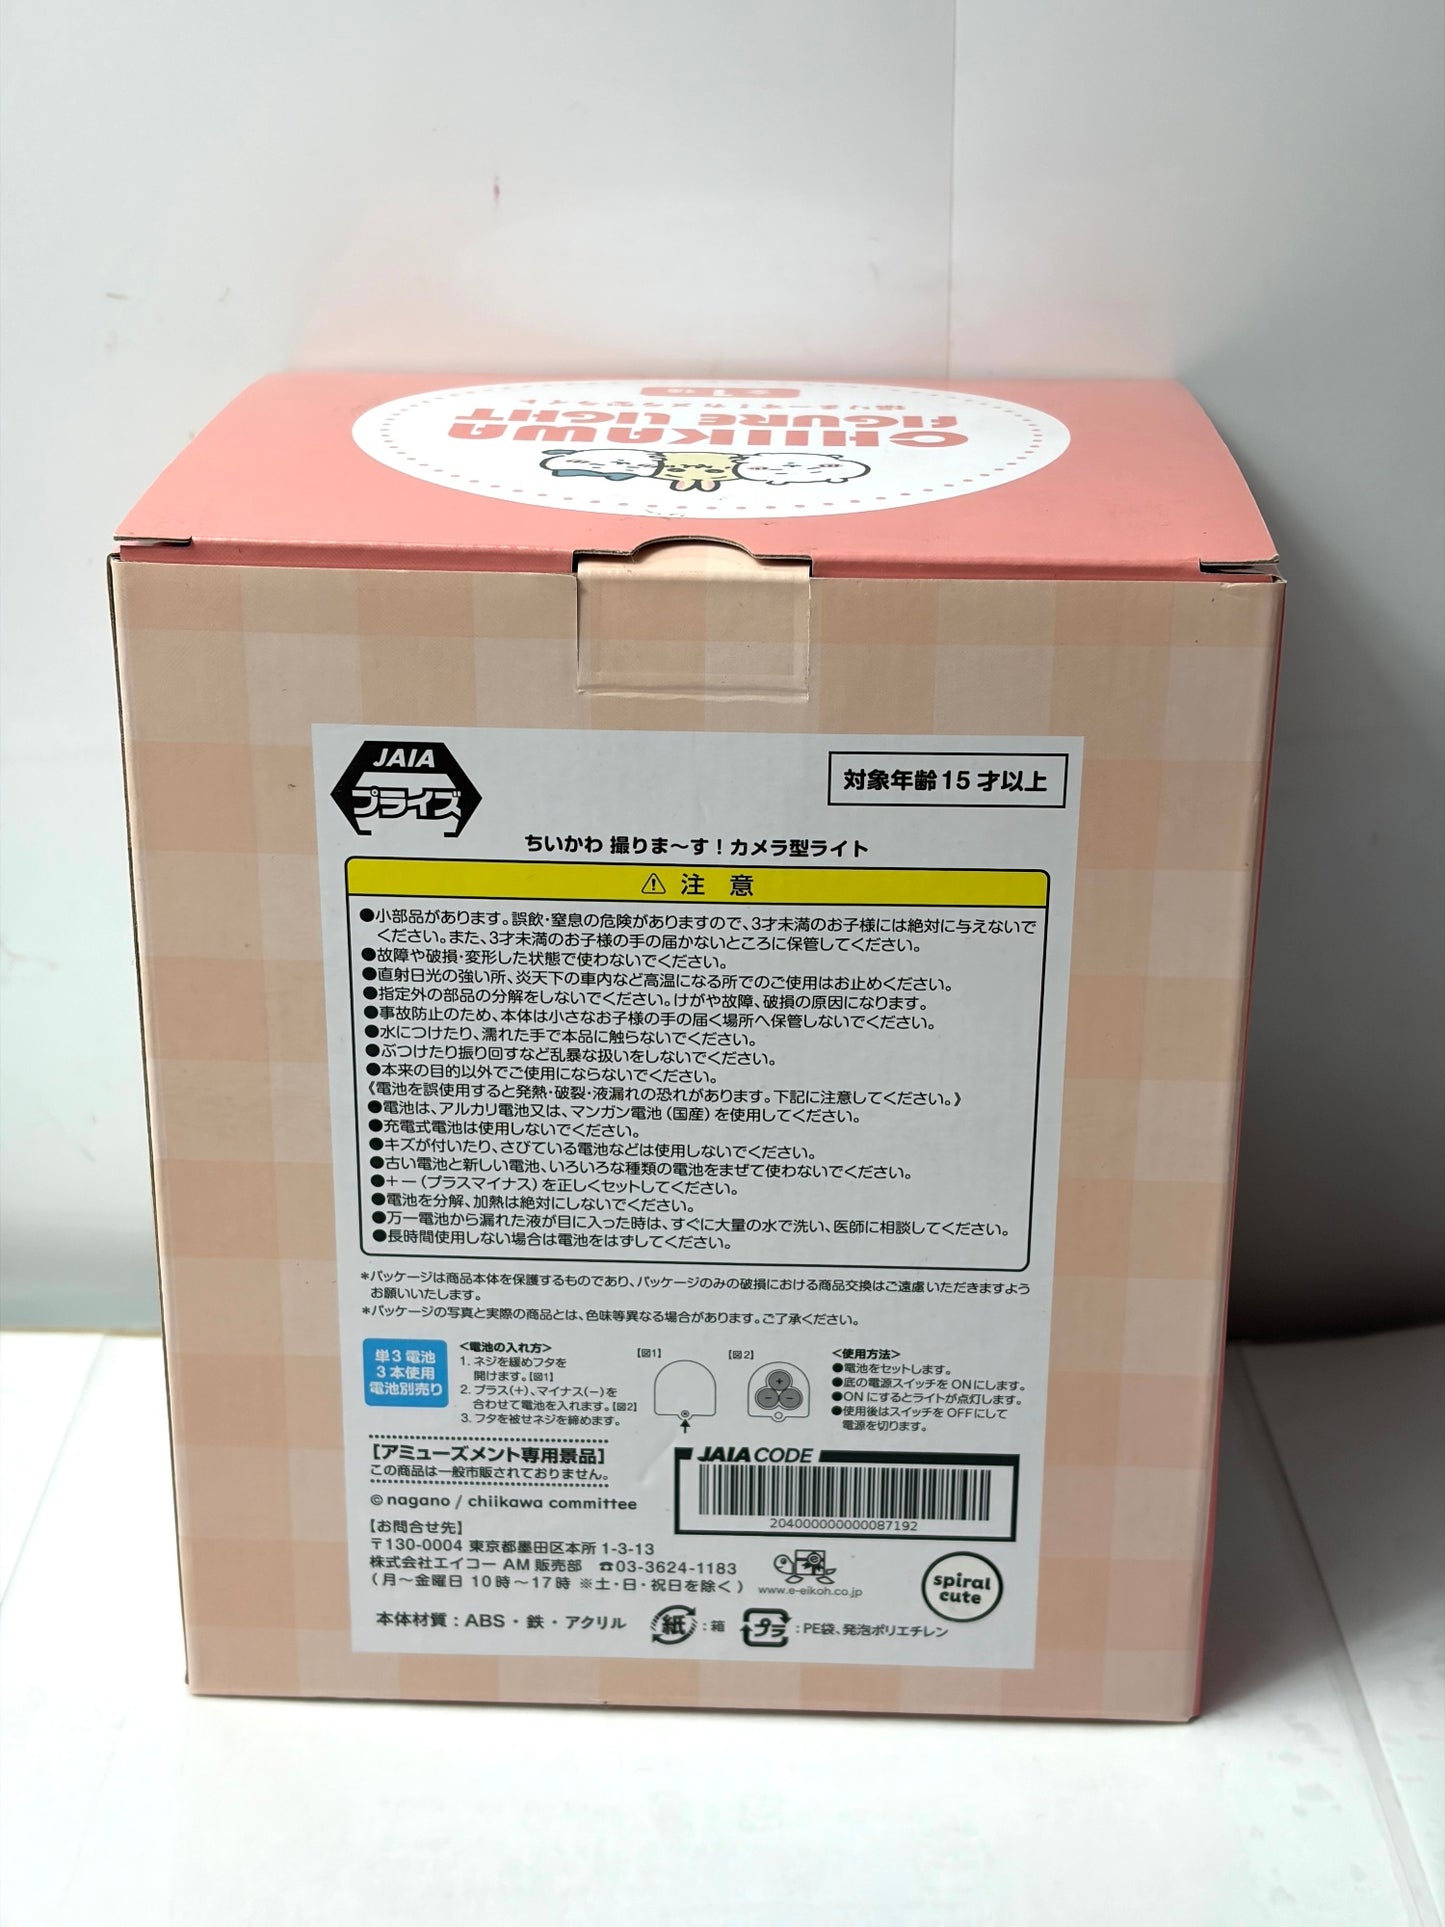 全1種
撮りま～す！カメラ型ライト
CHIIKAWA
FIGURE LIGHT
JAIA
プライズ
対象年齢15才以上
ちいかわ 撮りま～す！カメラ型ライト
⚠ 注 意
●小部品があります。誤飲・窒息の危険がありますので、3才未満のお子様には絶対に与えないで
ください。また、3才未満のお子様の手の届かないところに保管してください。
●故障や破損・変形した状態で使わないでください。
●直射日光の強い所、炎天下の車内など高温になる所でのご使用はお止めください。
●指定外の部品の分解をしないでください。けがや故障、破損の原因になります。
●事故防止のため、本体は小さなお子様の手の届く場所へ保管しないでください。
●水につけたり、濡れた手で本品に触らないでください。
●ぶつけたり振り回すなど乱暴な扱いをしないでください。
●本来の目的以外でご使用にならないでください。
《電池を誤使用すると発熱・破裂・液漏れの恐れがあります。下記に注意してください。》
●電池は、アルカリ電池又は、マンガン電池（国産）を使用してください。
●充電式電池は使用しないでください。
●キズが付いたり、さびている電池などは使用しないでください。
●古い電池と新しい電池、いろいろな種類の電池をまぜて使わないでください。
●＋－（プラスマイナス）を正しくセットしてください。
●電池を分解、加熱は絶対にしないでください。
●万一電池から漏れた液が目に入った時は、すぐに大量の水で洗い、医師に相談してください。
●長時間使用しない場合は電池をはずしてください。
＊パッケージは商品本体を保護するものであり、パッケージのみの破損における商品交換はご遠慮いただきますよう
お願いいたします。
＊パッケージの写真と実際の商品とは、色味等異なる場合があります。ご了承ください。
単3電池
3本使用
電池別売り
＜電池の入れ方＞
1. ネジを緩めフタを
開けます。【図1】
2. プラス(+)、マイナス(−)を
合わせて電池を入れます。【図2】
3. フタを被せネジを締めます。
【図1】
【図2】
＜使用方法＞
●電池をセットします。
●底の電源スイッチをONにします。
●ONにするとライトが点灯します。
●使用後はスイッチをOFFにして
電源を切ります。
【アミューズメント専用景品】
この商品は一般市販されておりません。
© nagano / chiikawa committee
JAIA CODE
204000000000087192
【お問合せ先】
〒130-0004 東京都墨田区本所 1-3-13
株式会社エイコー AM 販売部 ☎03-3624-1183
（月～金曜日 10時～17時 ※土・日・祝日を除く）
www.e-eikoh.co.jp
spiral
cute
本体材質：ABS・鉄・アクリル
紙：箱
プラ：PE袋、発泡ポリエチレン